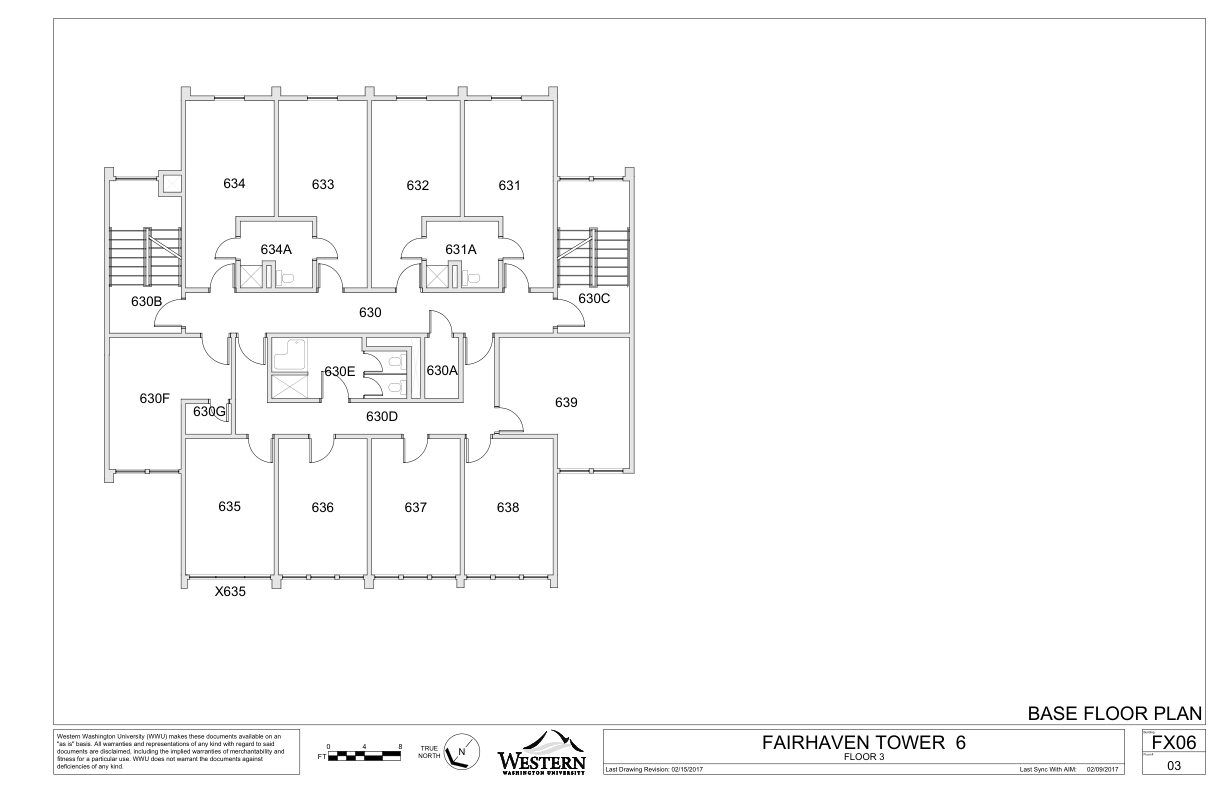 634
633
632
631
634A
631A
630B
630
630C
630E
630A
630F
630G
630D
639
635
636
637
638
X635
BASE FLOOR PLAN
Western Washington University (WWU) makes these documents available on an
"as is" basis. All warranties and representations of any kind with regard to said
documents are disclaimed, including the implied warranties of merchantability and
fitness for a particular use. WWU does not warrant the documents against
deficiencies of any kind.
0 4 8
FT
TRUE
NORTH
N
WESTERN
WASHINGTON UNIVERSITY
FAIRHAVEN TOWER 6
FLOOR 3
Last Drawing Revision: 02/15/2017
Last Sync With AIM: 02/09/2017
FX06
03